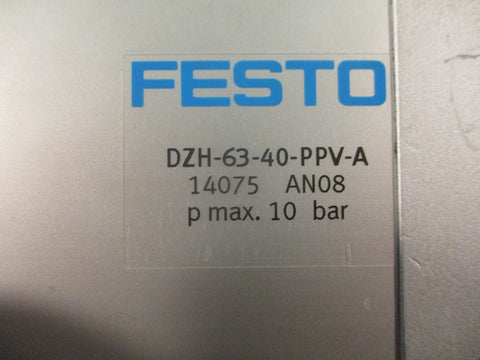 FESTO
DZH-63-40-PPV-A
14075 AN08
p max. 10 bar